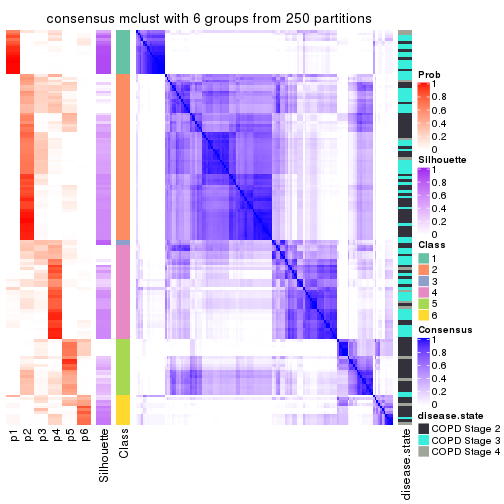 consensus mclust with 6 groups from 250 partitions
Prob
1
0.8
0.6
0.4
0.2
0
Silhouette
1
0.8
0.6
0.4
0.2
0
Class
1
2
3
4
5
6
Consensus
1
0.8
0.6
0.4
0.2
0
disease.state
COPD Stage 2
COPD Stage 3
COPD Stage 4
p1
p2
p3
p4
p5
p6
Silhouette
Class
disease.state